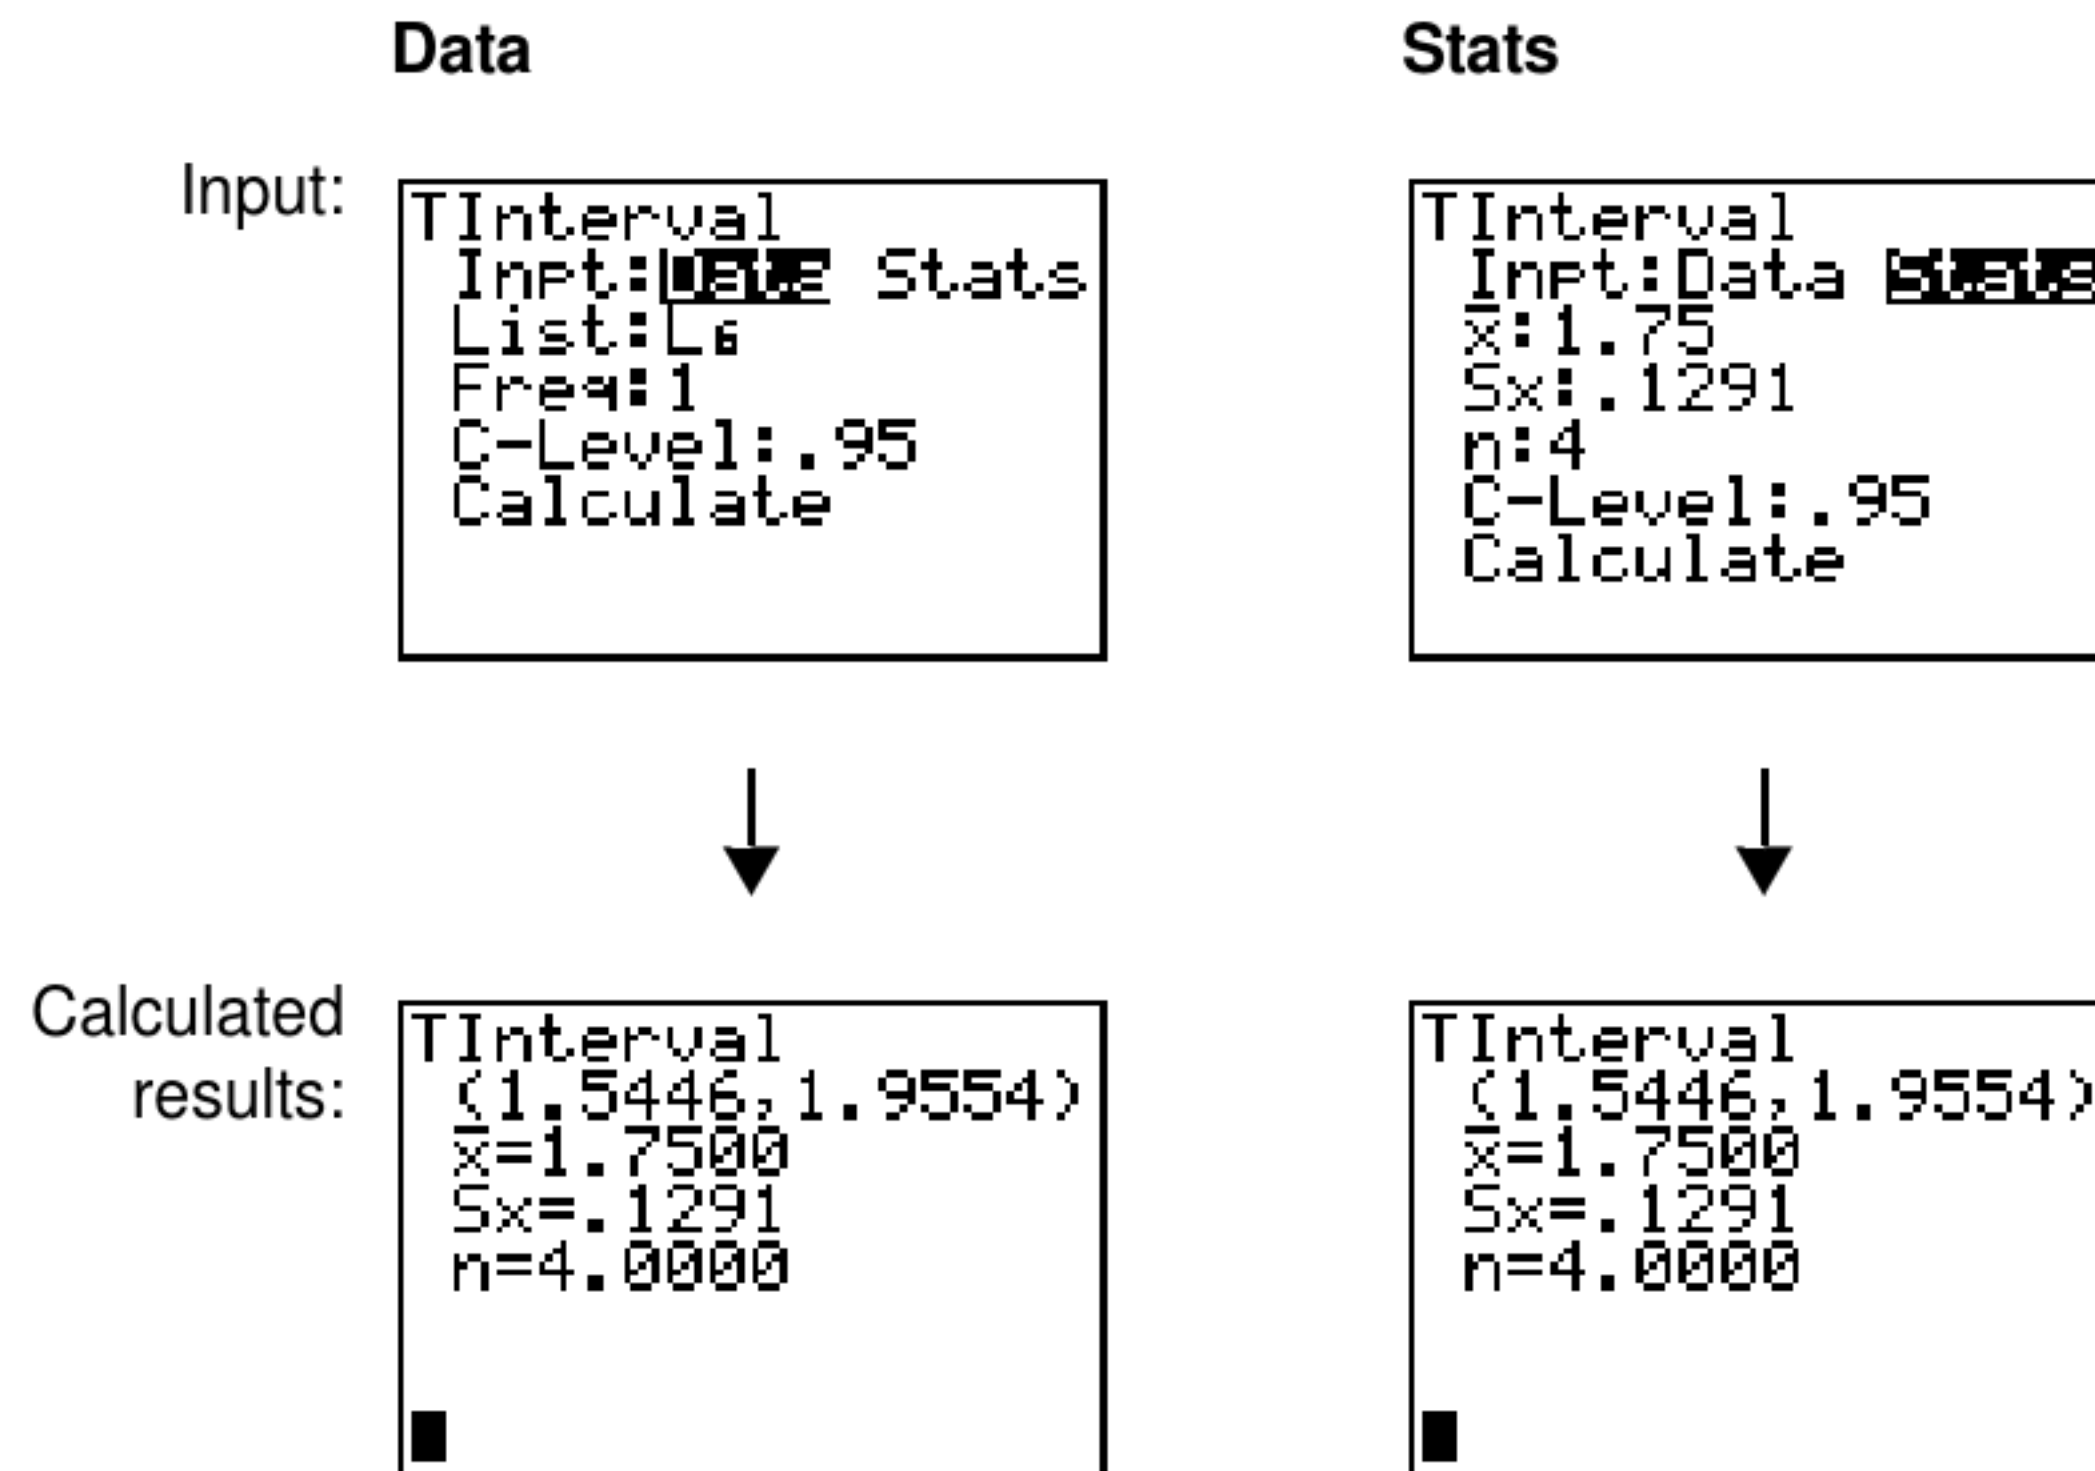 Data
Stats
Input:
TInterval
Inpt:Data Stats
List:L6
Freq:1
C-Level:.95
Calculate
TInterval
Inpt:Data Stats
x̄:1.75
Sx:.1291
n:4
C-Level:.95
Calculate
Calculated
results:
TInterval
(1.5446,1.9554)
x̄=1.7500
Sx=.1291
n=4.0000
TInterval
(1.5446,1.9554)
x̄=1.7500
Sx=.1291
n=4.0000